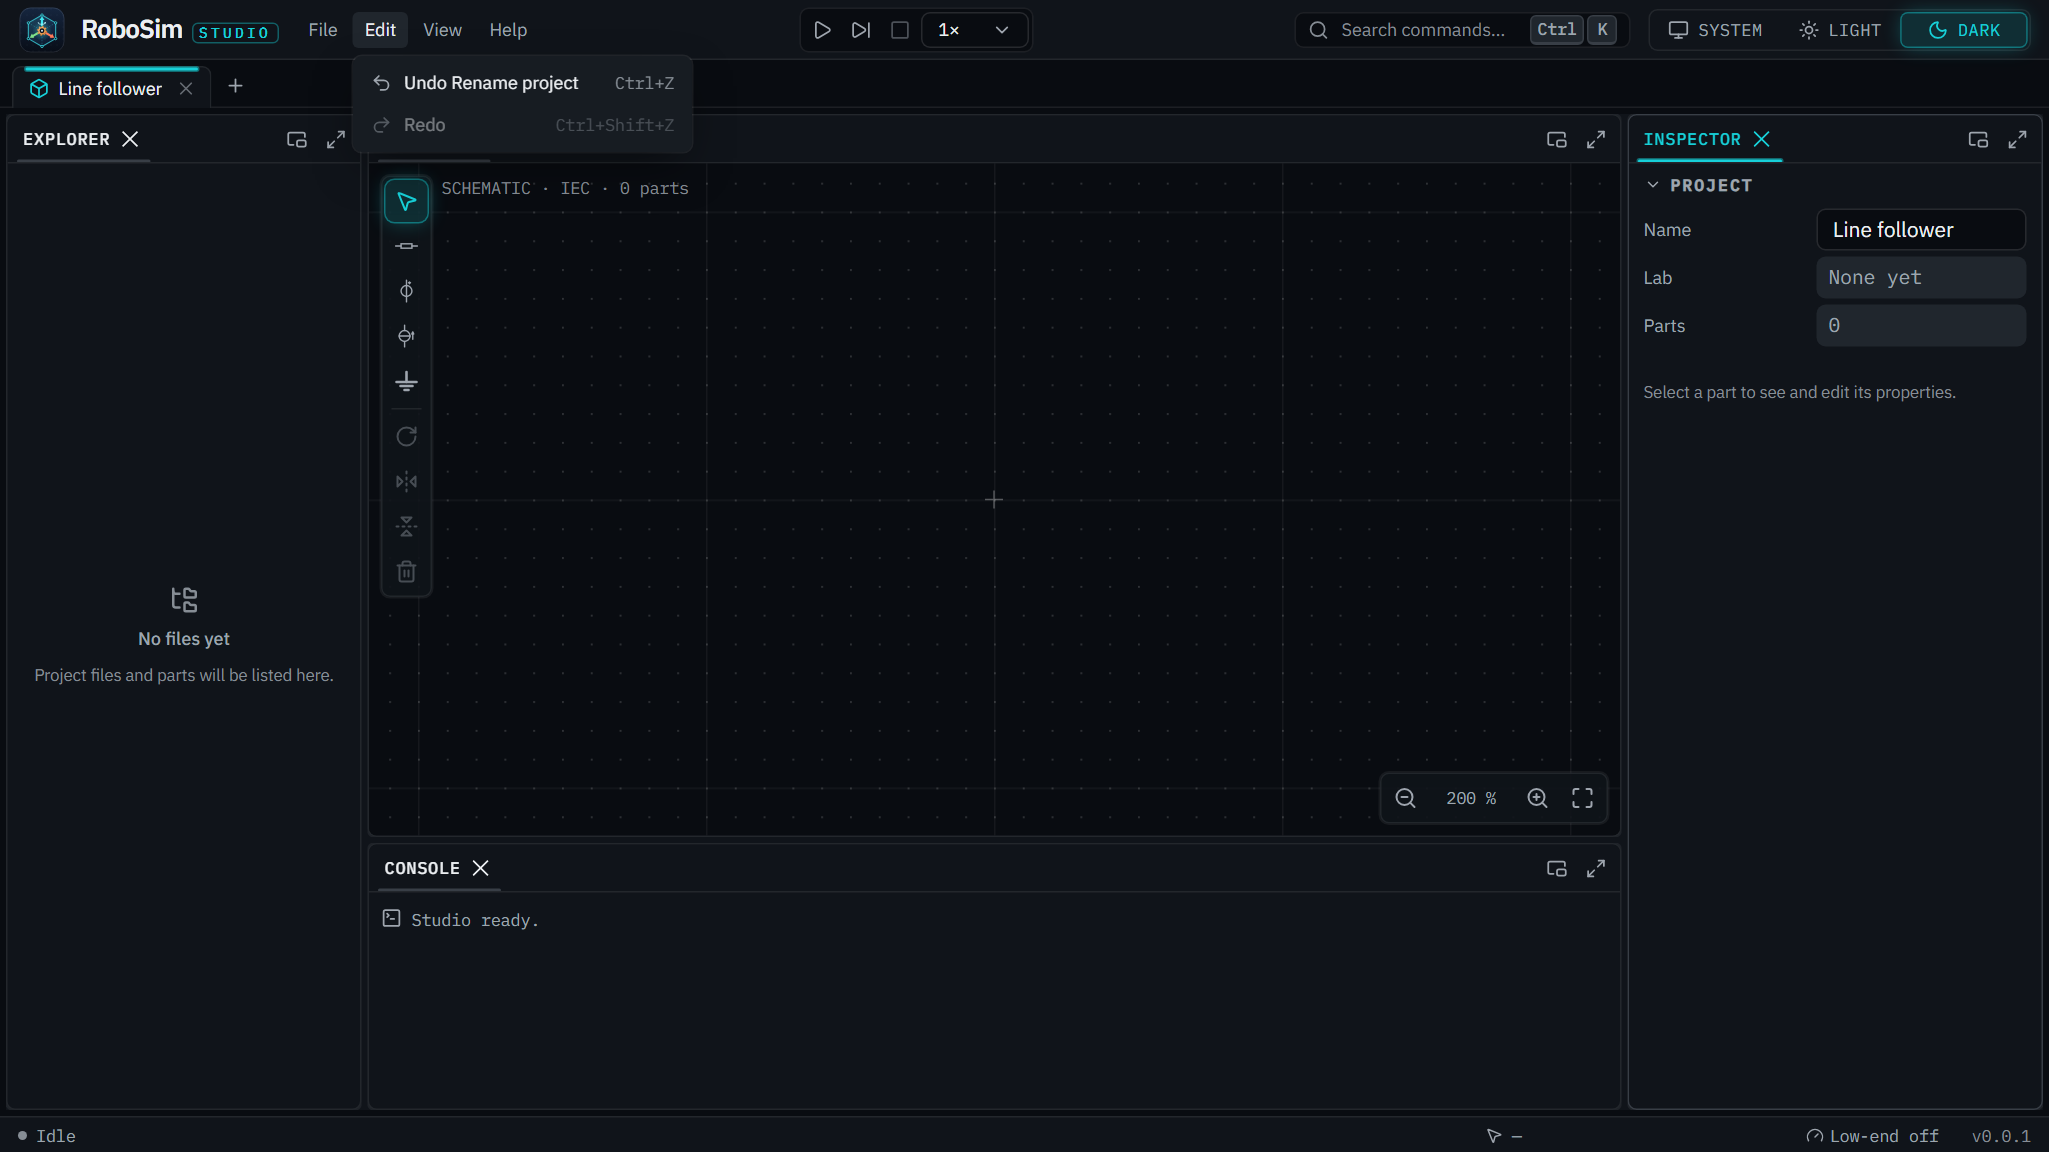 RoboSim STUDIO File Edit View Help 1× Search commands... Ctrl K SYSTEM LIGHT DARK
Line follower
Undo Rename project Ctrl+Z
Redo Ctrl+Shift+Z
EXPLORER
No files yet
Project files and parts will be listed here.
SCHEMATIC · IEC · 0 parts
200 %
CONSOLE
Studio ready.
INSPECTOR
PROJECT
Name Line follower
Lab None yet
Parts 0
Select a part to see and edit its properties.
Idle – Low-end off v0.0.1